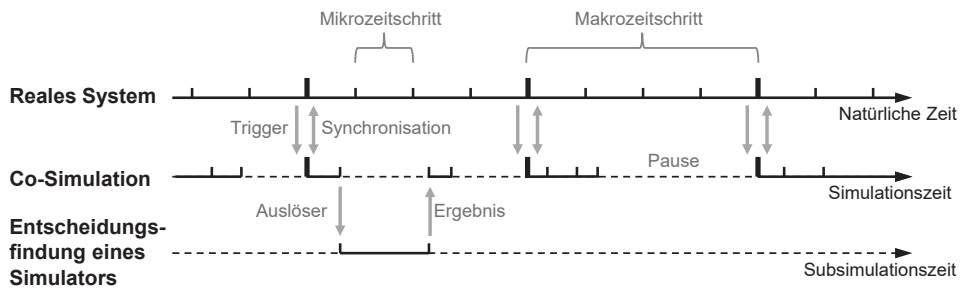 Mikrozeitschritt
Makrozeitschritt
Reales System
Natürliche Zeit
Trigger
Synchronisation
Pause
Co-Simulation
Simulationszeit
Auslöser
Ergebnis
Entscheidungs-
findung eines
Simulators
Subsimulationszeit